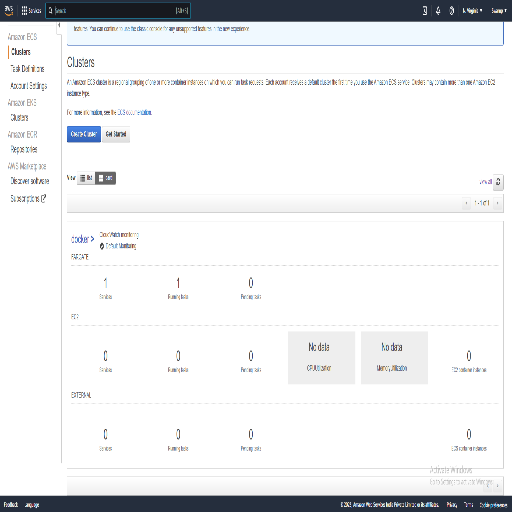 aws Services Search [Alt+S] N. Virginia Swarup
features. You can continue to use the classic console for any unsupported features in the new experience.
Amazon ECS
Clusters
Task Definitions
Account Settings
Amazon EKS
Clusters
Amazon ECR
Repositories
AWS Marketplace
Discover software
Subscriptions
Clusters
An Amazon ECS cluster is a regional grouping of one or more container instances on which you can run task requests. Each account receives a default cluster the first time you use the Amazon ECS service. Clusters may contain more than one Amazon EC2
instance type.
For more information, see the ECS documentation.
Create Cluster Get Started
View list card
view all
1-1 of 1
docker >
CloudWatch monitoring
Default Monitoring
FARGATE
1 1 0
Services Running tasks Pending tasks
EC2
0 0 0 No data No data 0
Services Running tasks Pending tasks CPUUtilization MemoryUtilization EC2 container instances
EXTERNAL
0 0 0 0
Services Running tasks Pending tasks ECS container instances
Activate Windows
Go to Settings to activate Windows.
Feedback Language © 2022, Amazon Web Services India Private Limited or its affiliates. Privacy Terms Cookie preferences